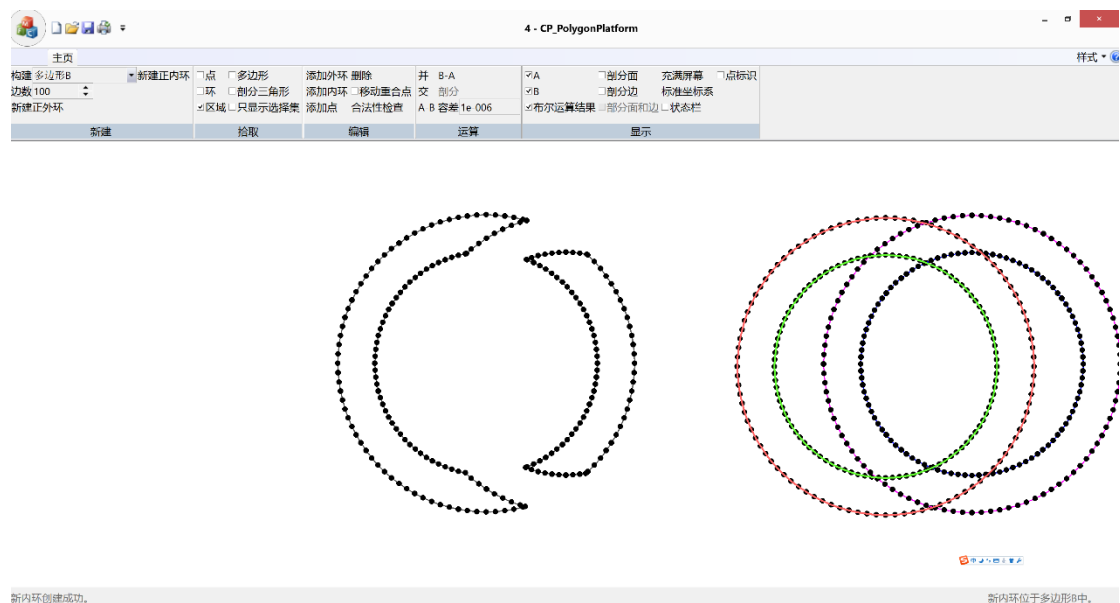 4 - CP_PolygonPlatform
主页
样式
构建 多边形B 新建正内环
边数 100
新建正外环
新建
点 多边形
环 剖分三角形
区域 只显示选择集
拾取
添加外环 删除
添加内环 移动重合点
添加点 合法性检查
编辑
并 B-A
交 剖分
A B 容差 1e-006
运算
A 剖分面 充满屏幕 点标识
B 剖分边 标准坐标系
布尔运算结果 部分面和边 状态栏
显示
中
新内环创建成功。
新内环位于多边形B中。